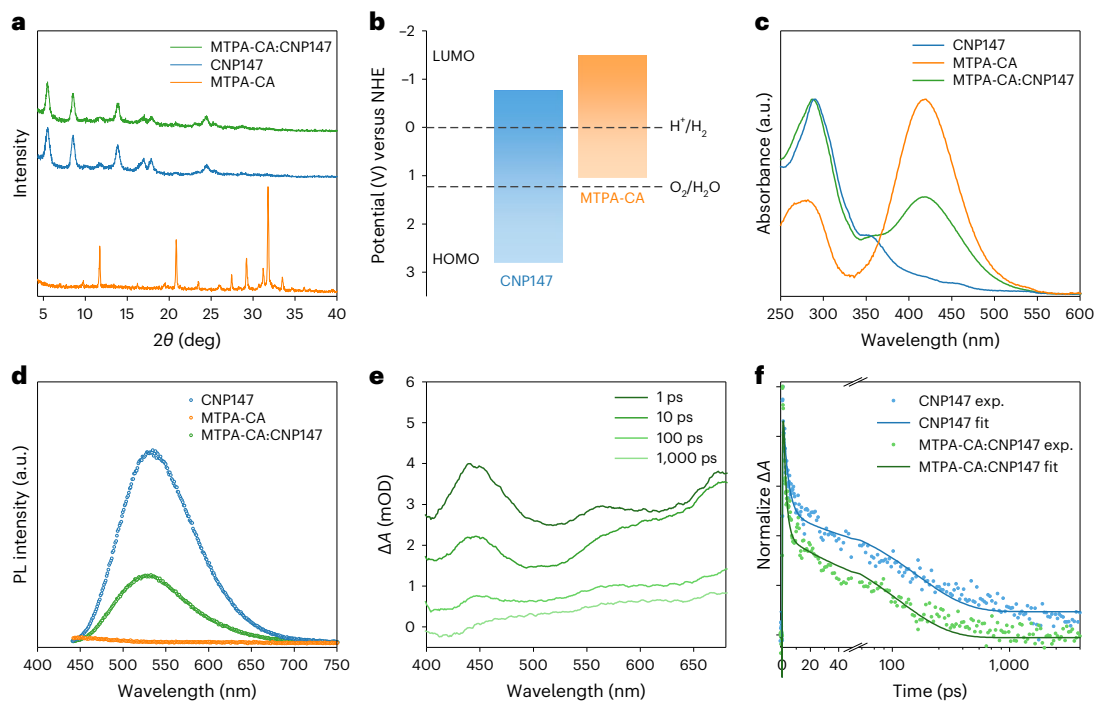 a
MTPA-CA:CNP147
CNP147
MTPA-CA
Intensity
5 10 15 20 25 30 35 40
2θ (deg)
b
Potential (V) versus NHE
–2
–1
0
1
2
3
LUMO
HOMO
H⁺/H₂
O₂/H₂O
MTPA-CA
CNP147
c
CNP147
MTPA-CA
MTPA-CA:CNP147
Absorbance (a.u.)
250 300 350 400 450 500 550 600
Wavelength (nm)
d
CNP147
MTPA-CA
MTPA-CA:CNP147
PL intensity (a.u.)
400 450 500 550 600 650 700 750
Wavelength (nm)
e
1 ps
10 ps
100 ps
1,000 ps
ΔA (mOD)
6
5
4
3
2
1
0
400 450 500 550 600 650
Wavelength (nm)
f
CNP147 exp.
CNP147 fit
MTPA-CA:CNP147 exp.
MTPA-CA:CNP147 fit
Normalize ΔA
0 20 40 100 1,000
Time (ps)